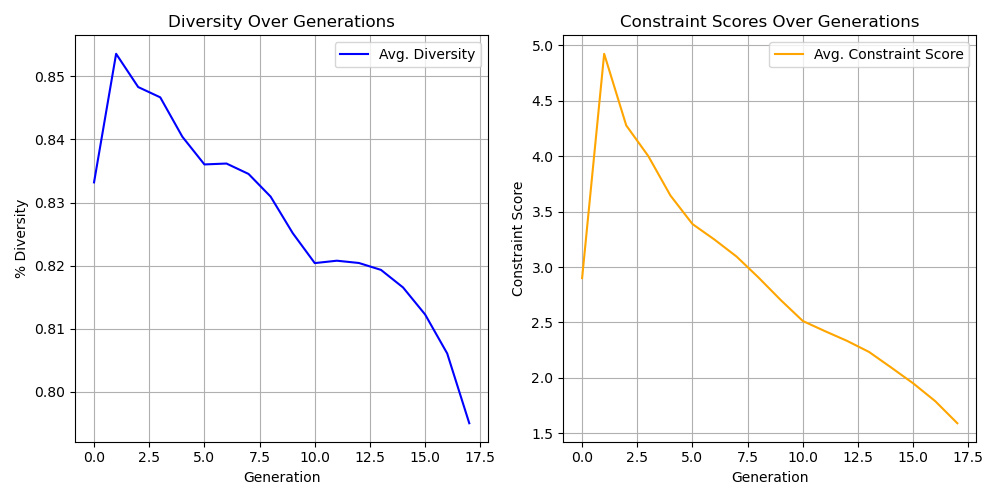 Diversity Over Generations
Avg. Diversity
% Diversity
0.85
0.84
0.83
0.82
0.81
0.80
0.0 2.5 5.0 7.5 10.0 12.5 15.0 17.5
Generation
Constraint Scores Over Generations
Avg. Constraint Score
Constraint Score
5.0
4.5
4.0
3.5
3.0
2.5
2.0
1.5
0.0 2.5 5.0 7.5 10.0 12.5 15.0 17.5
Generation